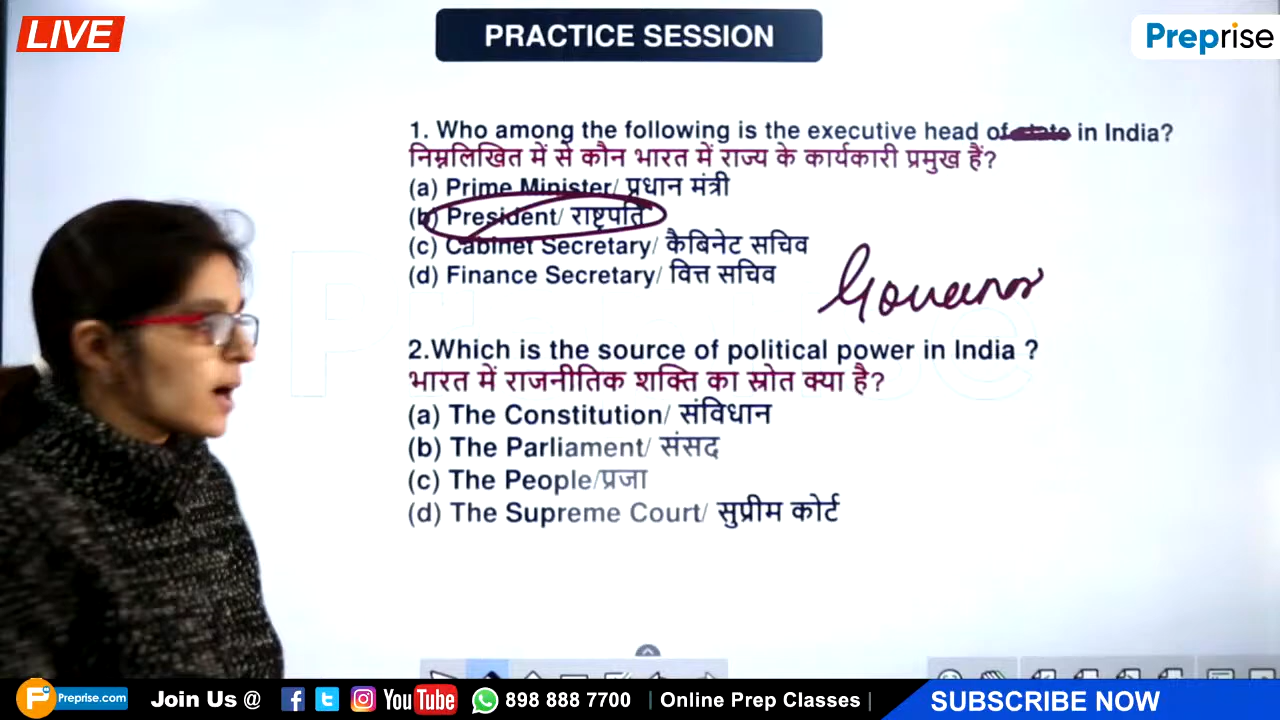 LIVE
PRACTICE SESSION
Preprise
1. Who among the following is the executive head of state in India?
निम्नलिखित में से कौन भारत में राज्य के कार्यकारी प्रमुख हैं?
(a) Prime Minister/ प्रधान मंत्री
(b) President/ राष्ट्रपति
(c) Cabinet Secretary/ कैबिनेट सचिव
(d) Finance Secretary/ वित्त सचिव
Governor
2.Which is the source of political power in India ?
भारत में राजनीतिक शक्ति का स्रोत क्या है?
(a) The Constitution/ संविधान
(b) The Parliament/ संसद
(c) The People/प्रजा
(d) The Supreme Court/ सुप्रीम कोर्ट
Preprise.com Join Us @ YouTube 898 888 7700 | Online Prep Classes | SUBSCRIBE NOW